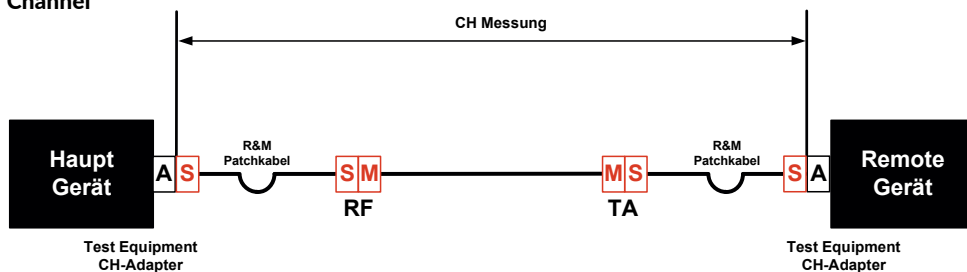 Channel
CH Messung
R&M
Patchkabel
R&M
Patchkabel
Haupt
Gerät
A S
S M
M S
S A
Remote
Gerät
RF
TA
Test Equipment
CH-Adapter
Test Equipment
CH-Adapter